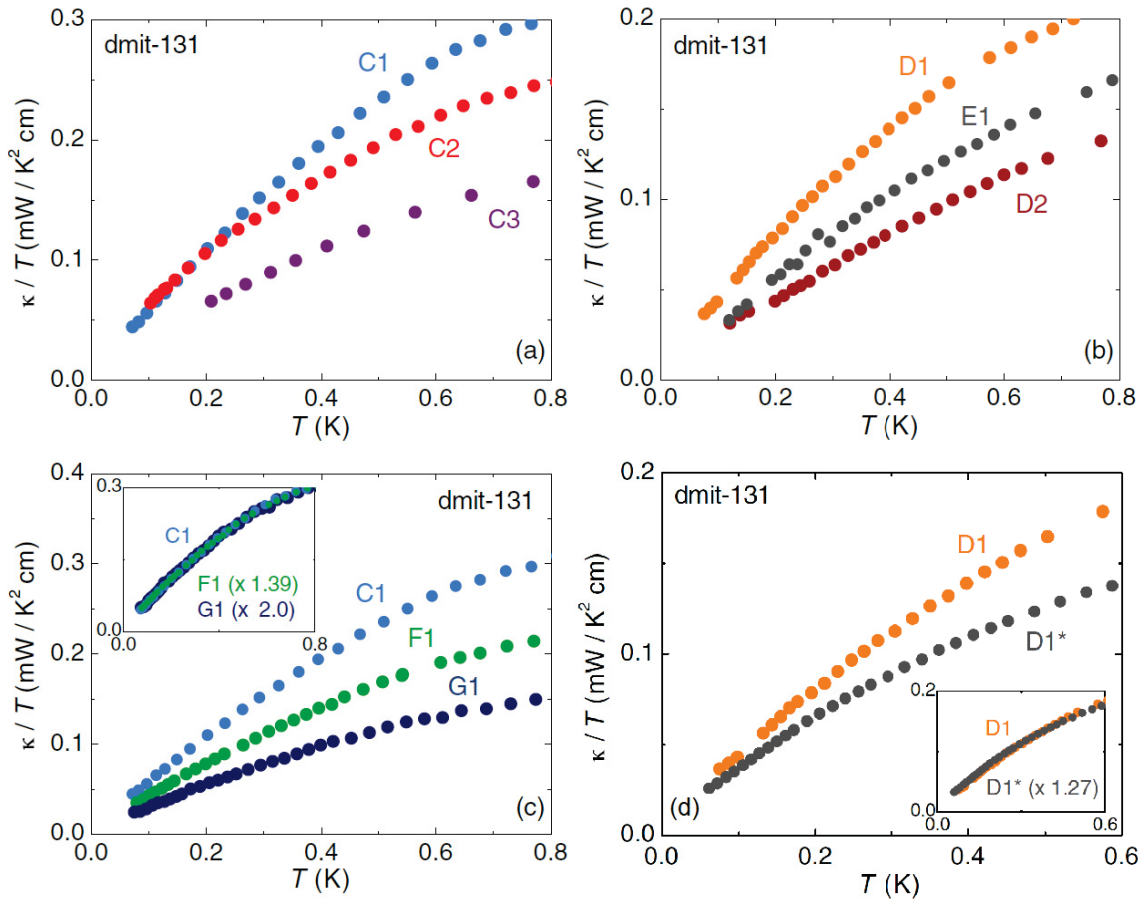 0.3
dmit-131
C1
C2
C3
0.2
0.1
0.0
κ / T (mW / K² cm)
(a)
0.0 0.2 0.4 0.6 0.8
T (K)
0.2
dmit-131
D1
E1
D2
0.1
0.0
κ / T (mW / K² cm)
(b)
0.0 0.2 0.4 0.6 0.8
T (K)
0.4
dmit-131
0.3
C1
F1 (x 1.39)
G1 (x 2.0)
0.0
0.0 0.8
0.3
C1
F1
G1
0.2
0.1
0.0
κ / T (mW / K² cm)
(c)
0.0 0.2 0.4 0.6 0.8
T (K)
0.2
dmit-131
D1
D1*
0.1
0.0
κ / T (mW / K² cm)
0.2
D1
D1* (x 1.27)
0.0
0.0 0.6
(d)
0.0 0.2 0.4 0.6
T (K)